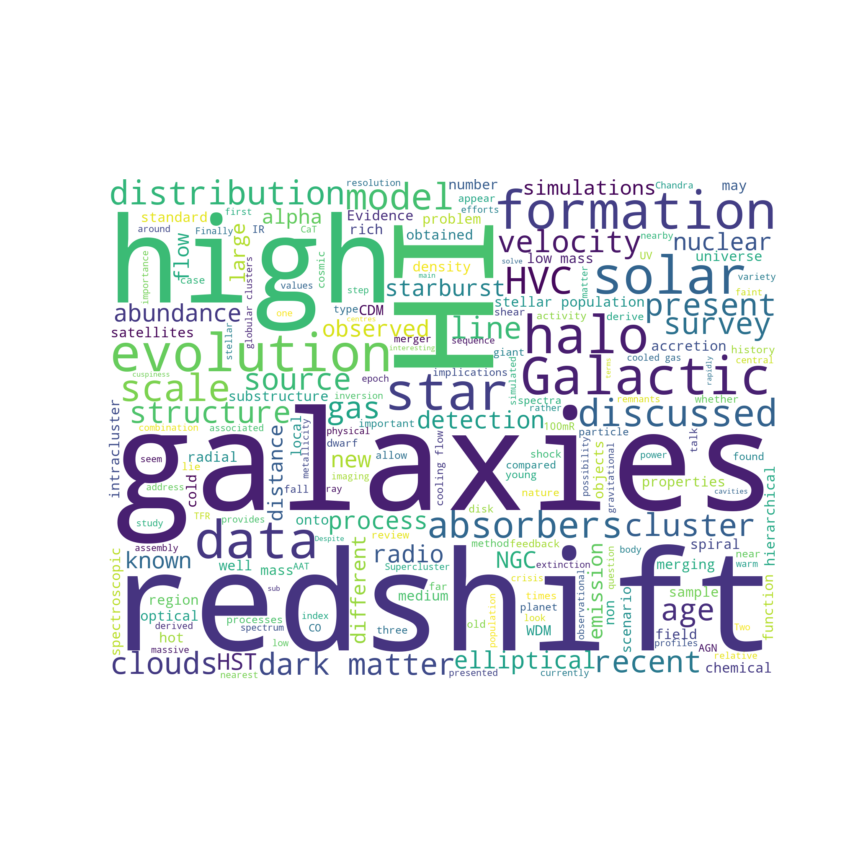 resolution
number
simulations
Chandra
may
distribution
model
appear
efforts
standard
first
alpha
Evidence
problem
formation
around
Finally
IR
CaT
rich
obtained
nearby
high
H
large
flow
case
cosmic
solve
velocity
low mass
UV
nuclear
universe
importance
values
step
main
density
HVC
solar
matter
variety
abundance
globular clusters
type
CDM
starburst
stellar population
faint
satellites
one
observed
merger
line
shear
activity
derive
present
stellar
centres
interesting
sequence
halo
survey
evolution
epoch
implications
giant
cooled gas
accretion
history
central
cuspiness
scale
source
substructure
inversion
star
simulated
spectra
Galactic
rapidly
terms
combination
associated
structure
gas
important
detection
rather
100mR
remnants
whether
discussed
intracluster
galaxies
physical
dwarf
cooling flow
particle
possibility
gravitational
talk
found
seem
radial
local
metallicity
allow
shock
compared
young
objects
power
lie
distance
new
imaging
nature
properties
cavities
address
cold
fall
ray
hierarchical
study
TFR
provides
onto
process
disk
absorbers
cluster
assembly
data
Despite
review
method
feedback
body
near
spiral
warm
spectroscopic
known
well
mass
AAT
radio
Supercluster
NGC
extinction
emission
merging
function
region
different
medium
far
crisis
observational
non
question
sample
optical
processes
redshift
old
population
times
planet
scenario
age
Two
derived
hot
spectrum
index
CO
three
look
WDM
field
sub
massive
low
profiles
AGN
relative
clouds
HST
dark matter
elliptical
recent
chemical
nearest
presented
currently